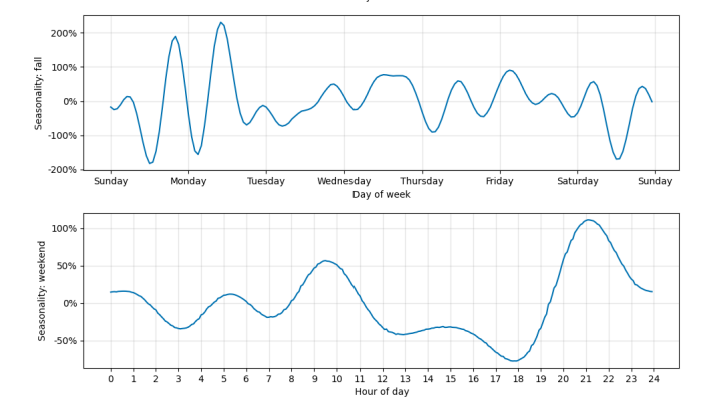 200%
100%
0%
-100%
-200%
Seasonality: fall
Sunday Monday Tuesday Wednesday Thursday Friday Saturday Sunday
Day of week
100%
50%
0%
-50%
Seasonality: weekend
0 1 2 3 4 5 6 7 8 9 10 11 12 13 14 15 16 17 18 19 20 21 22 23 24
Hour of day